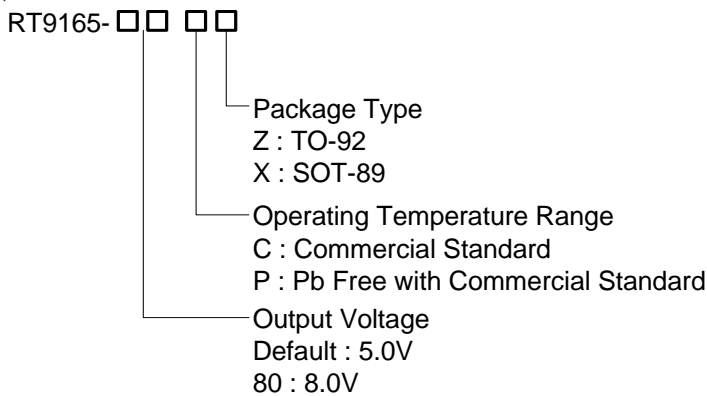 RT9165-
Package Type
Z : TO-92
X : SOT-89
Operating Temperature Range
C : Commercial Standard
P : Pb Free with Commercial Standard
Output Voltage
Default : 5.0V
80 : 8.0V